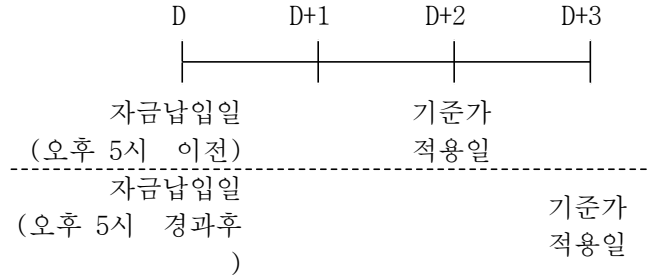 D D+1 D+2 D+3
자금납입일 기준가
(오후 5시 이전) 적용일
자금납입일
(오후 5시 경과후
)
기준가
적용일